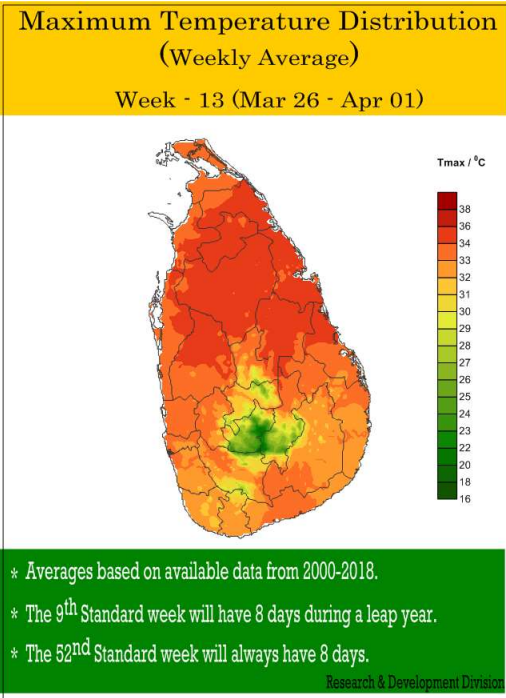 Maximum Temperature Distribution
(Weekly Average)
Week - 13 (Mar 26 - Apr 01)
Tmax / ⁰C
38
36
34
33
32
31
30
29
28
27
26
25
24
23
22
20
18
16
* Averages based on available data from 2000-2018.
* The 9th Standard week will have 8 days during a leap year.
* The 52nd Standard week will always have 8 days.
Research & Development Division